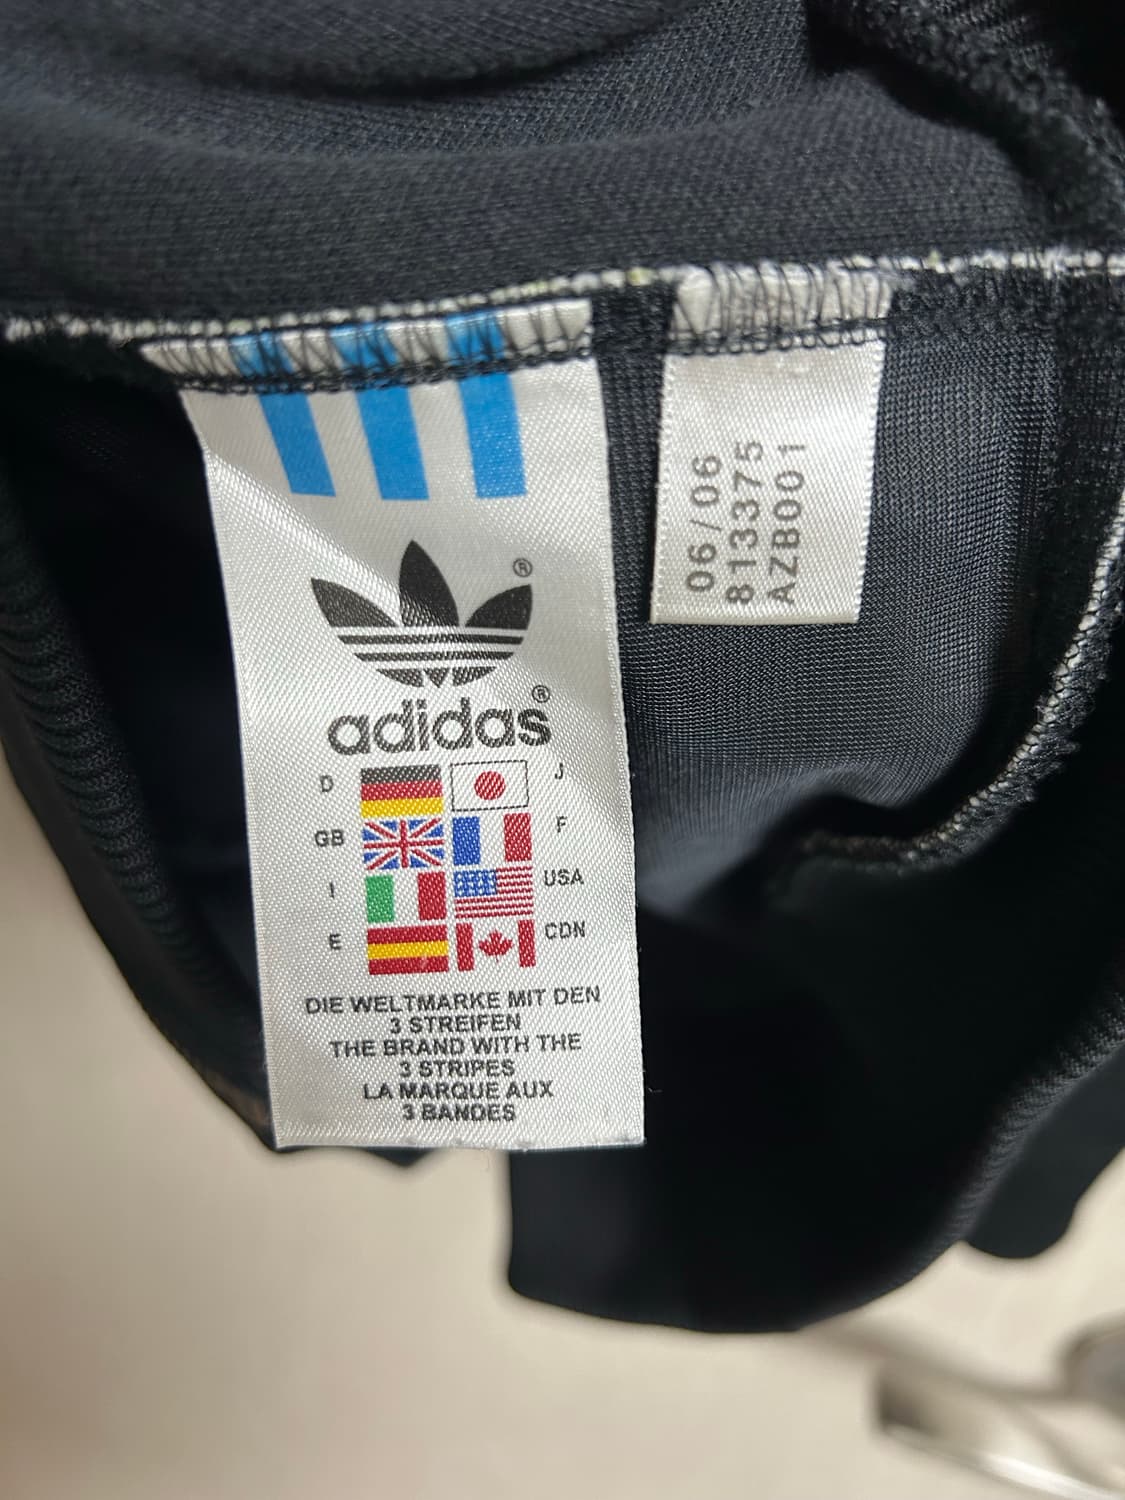 adidas®
®
D
J
GB
F
I
USA
E
CDN
DIE WELTMARKE MIT DEN
3 STREIFEN
THE BRAND WITH THE
3 STRIPES
LA MARQUE AUX
3 BANDES
06/06
813375
AZB001